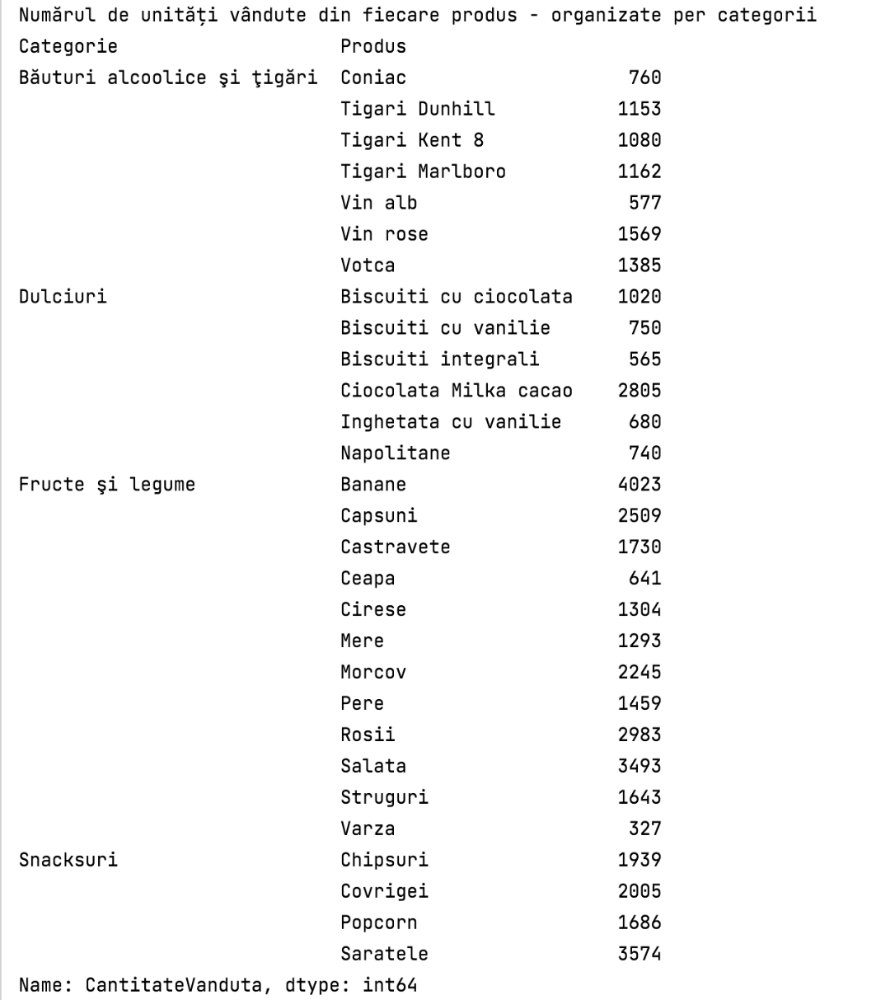 Numărul de unități vândute din fiecare produs - organizate per categorii
Categorie Produs
Băuturi alcoolice şi ţigări Coniac 760
Tigari Dunhill 1153
Tigari Kent 8 1080
Tigari Marlboro 1162
Vin alb 577
Vin rose 1569
Votca 1385
Dulciuri Biscuiti cu ciocolata 1020
Biscuiti cu vanilie 750
Biscuiti integrali 565
Ciocolata Milka cacao 2805
Inghetata cu vanilie 680
Napolitane 740
Fructe şi legume Banane 4023
Capsuni 2509
Castravete 1730
Ceapa 641
Cirese 1304
Mere 1293
Morcov 2245
Pere 1459
Rosii 2983
Salata 3493
Struguri 1643
Varza 327
Snacksuri Chipsuri 1939
Covrigei 2005
Popcorn 1686
Saratele 3574
Name: CantitateVanduta, dtype: int64